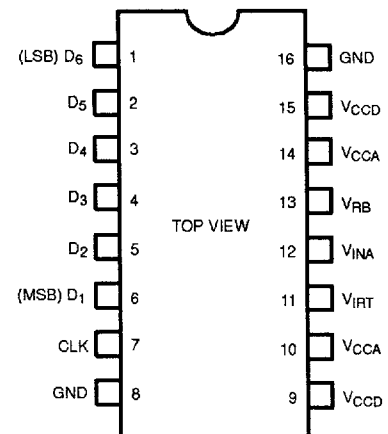 (LSB) D6 1 16 GND
D5 2 15 VCCD
D4 3 14 VCCA
D3 4 13 VRB
TOP VIEW
D2 5 12 VINA
(MSB) D1 6 11 VIRT
CLK 7 10 VCCA
GND 8 9 VCCD